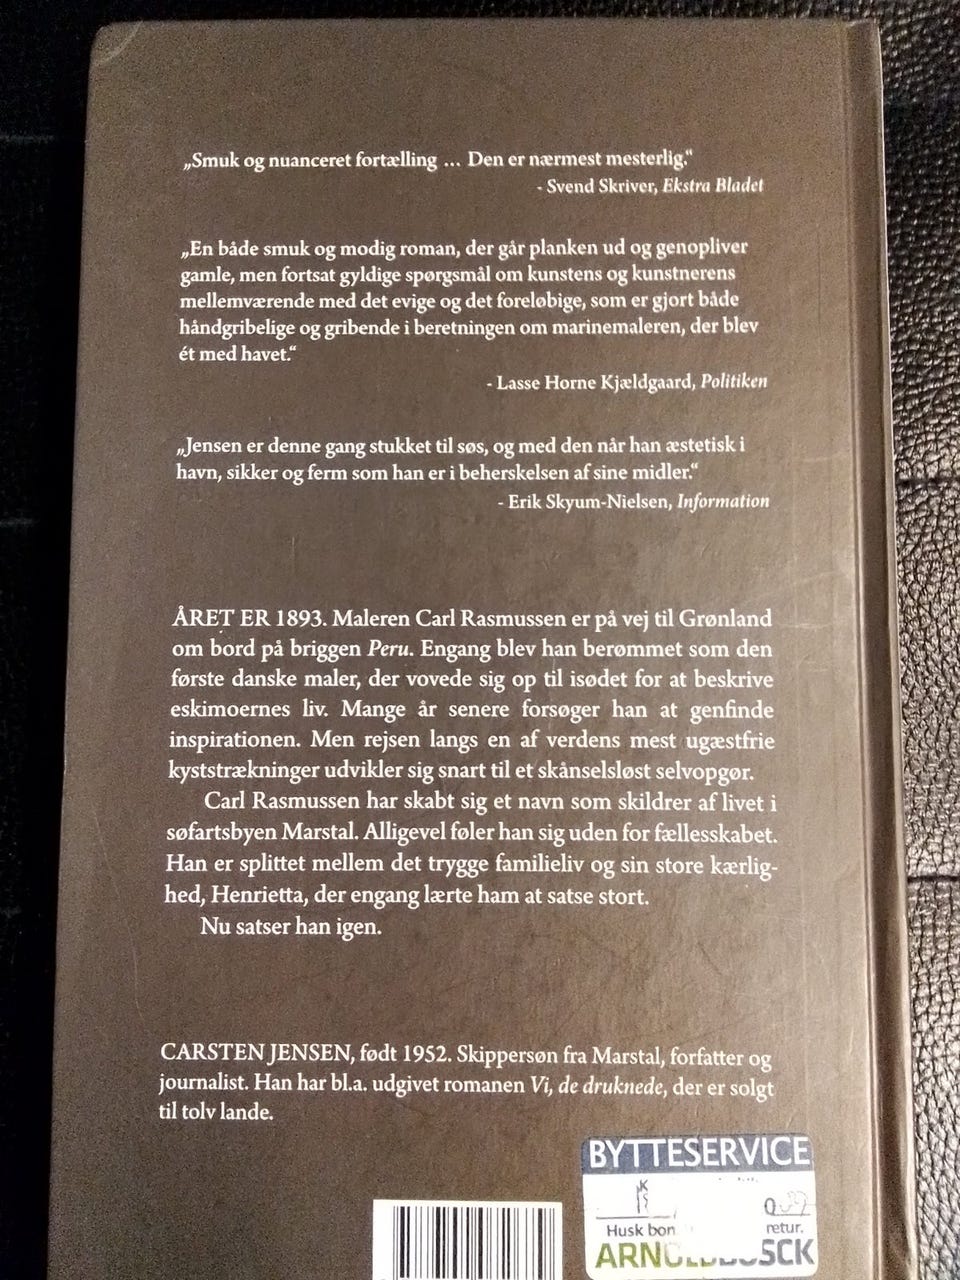 „Smuk og nuanceret fortælling ... Den er nærmest mesterlig.“
- Svend Skriver, Ekstra Bladet
„En både smuk og modig roman, der går planken ud og genopliver
gamle, men fortsat gyldige spørgsmål om kunstens og kunstnerens
mellemværende med det evige og det foreløbige, som er gjort både
håndgribelige og gribende i beretningen om marinemaleren, der blev
ét med havet.“
- Lasse Horne Kjældgaard, Politiken
„Jensen er denne gang stukket til søs, og med den når han æstetisk i
havn, sikker og ferm som han er i beherskelsen af sine midler.“
- Erik Skyum-Nielsen, Information
ÅRET ER 1893. Maleren Carl Rasmussen er på vej til Grønland
om bord på briggen Peru. Engang blev han berømmet som den
første danske maler, der vovede sig op til isødet for at beskrive
eskimoernes liv. Mange år senere forsøger han at genfinde
inspirationen. Men rejsen langs en af verdens mest ugæstfrie
kyststrækninger udvikler sig snart til et skånselsløst selvopgør.
Carl Rasmussen har skabt sig et navn som skildrer af livet i
søfartsbyen Marstal. Alligevel føler han sig uden for fællesskabet.
Han er splittet mellem det trygge familieliv og sin store kærlig-
hed, Henrietta, der engang lærte ham at satse stort.
Nu satser han igen.
CARSTEN JENSEN, født 1952. Skippersøn fra Marstal, forfatter og
journalist. Han har bl.a. udgivet romanen Vi, de druknede, der er solgt
til tolv lande.
BYTTESERVICE
Husk bon retur.